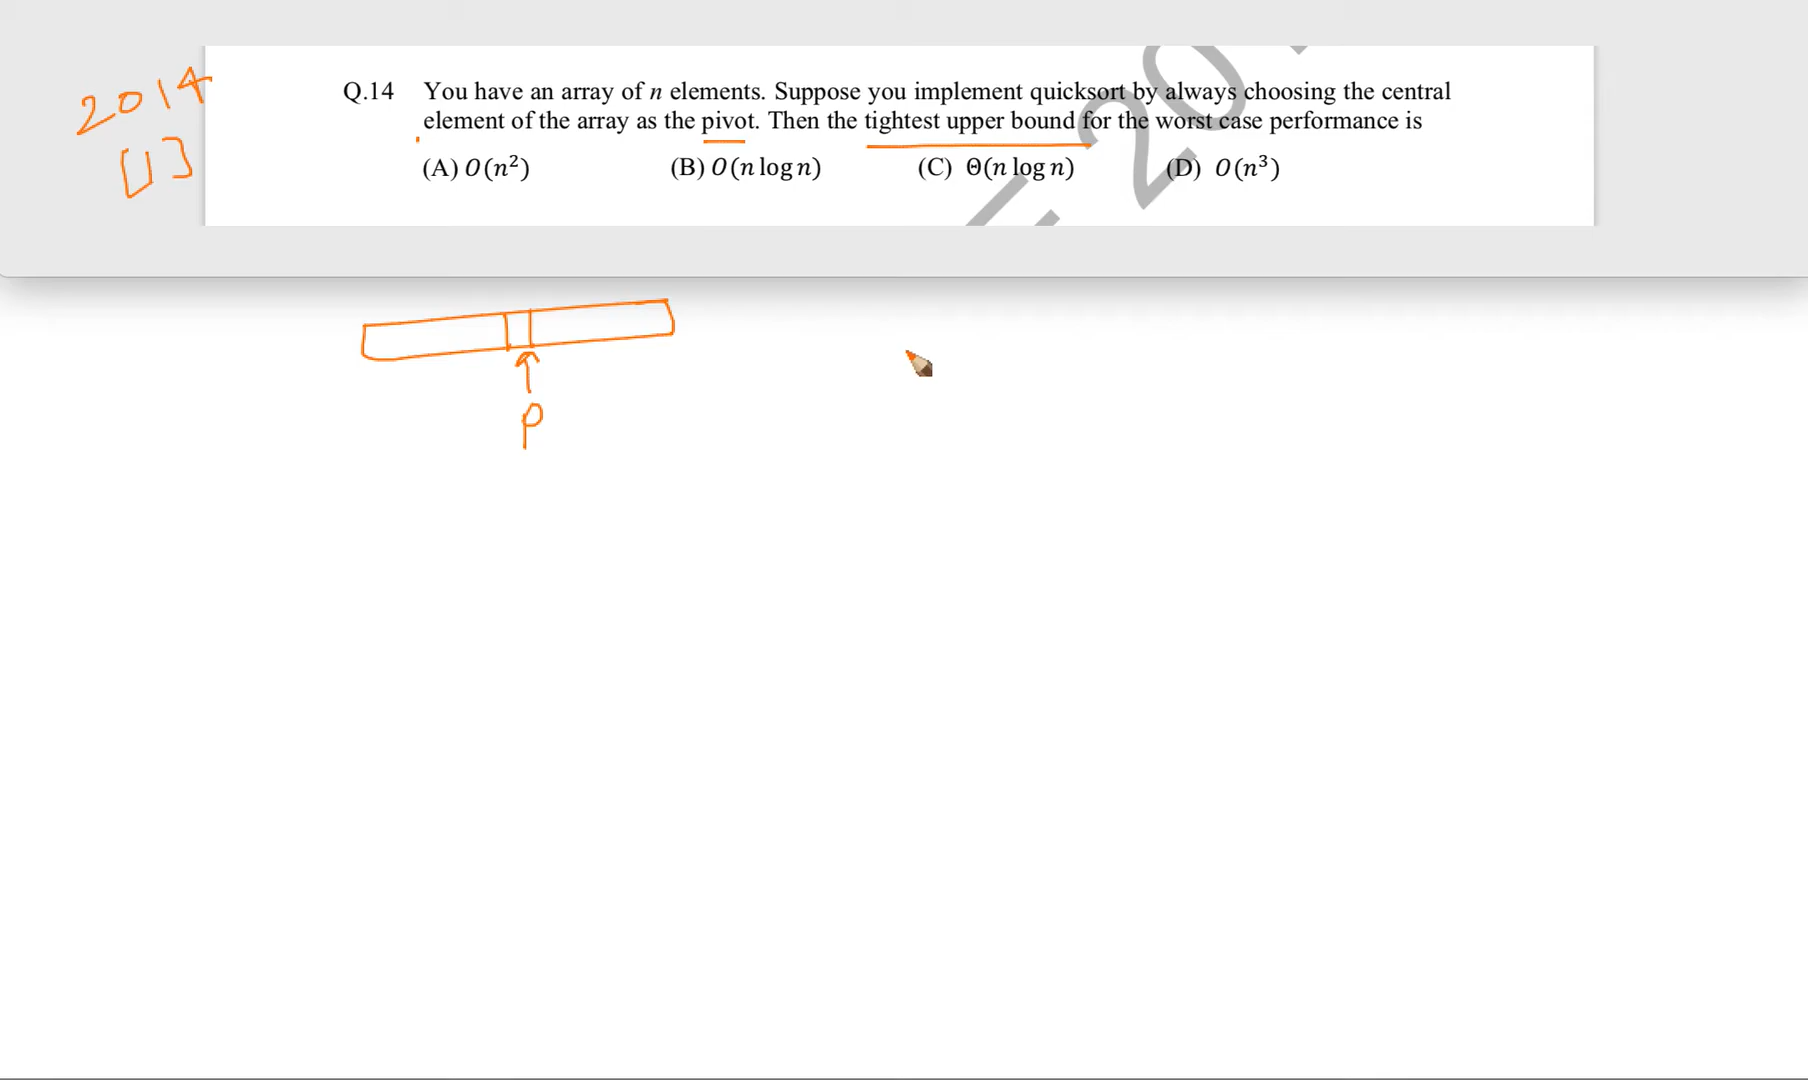 2014
[1]
Q.14 You have an array of n elements. Suppose you implement quicksort by always choosing the central
element of the array as the pivot. Then the tightest upper bound for the worst case performance is
(A) O(n²) (B) O(n log n) (C) Θ(n log n) (D) O(n³)
= 20
P